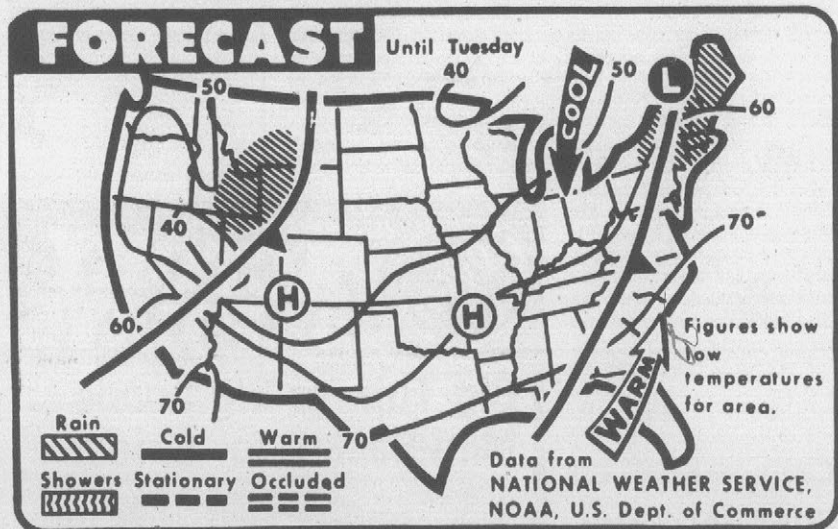 FORECAST
Until Tuesday
40
50
COOL
50
L
60
40
70
H
H
60
Figures show
low
temperatures
for area.
70
WARM
70
Rain
Cold
Warm
Showers
Stationary
Occluded
Data from
NATIONAL WEATHER SERVICE,
NOAA, U.S. Dept. of Commerce